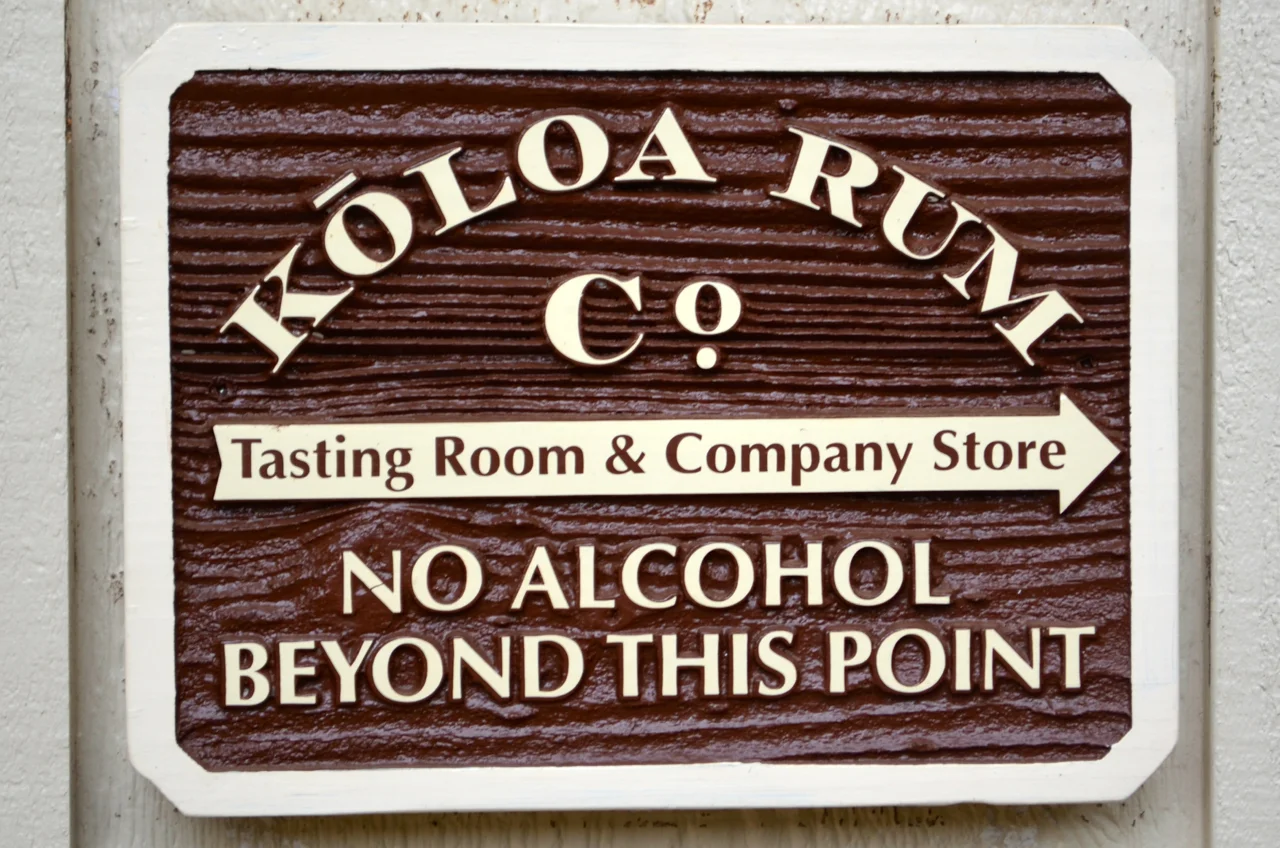 KŌLOA RUM
Cº.
Tasting Room & Company Store
NO ALCOHOL
BEYOND THIS POINT